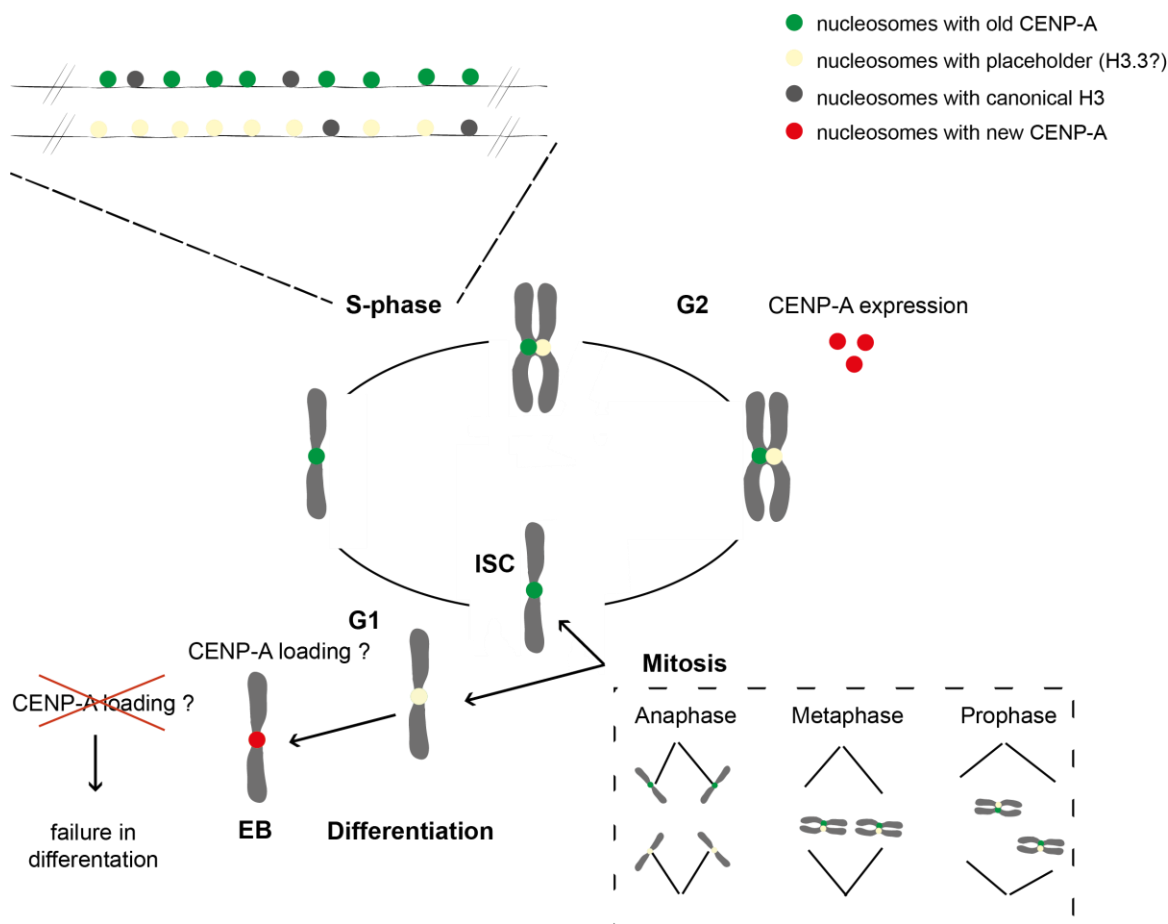 nucleosomes with old CENP-A
nucleosomes with placeholder (H3.3?)
nucleosomes with canonical H3
nucleosomes with new CENP-A
S-phase
G2
CENP-A expression
ISC
G1
CENP-A loading ?
Mitosis
CENP-A loading ?
Anaphase
Metaphase
Prophase
failure in
differentation
EB
Differentiation